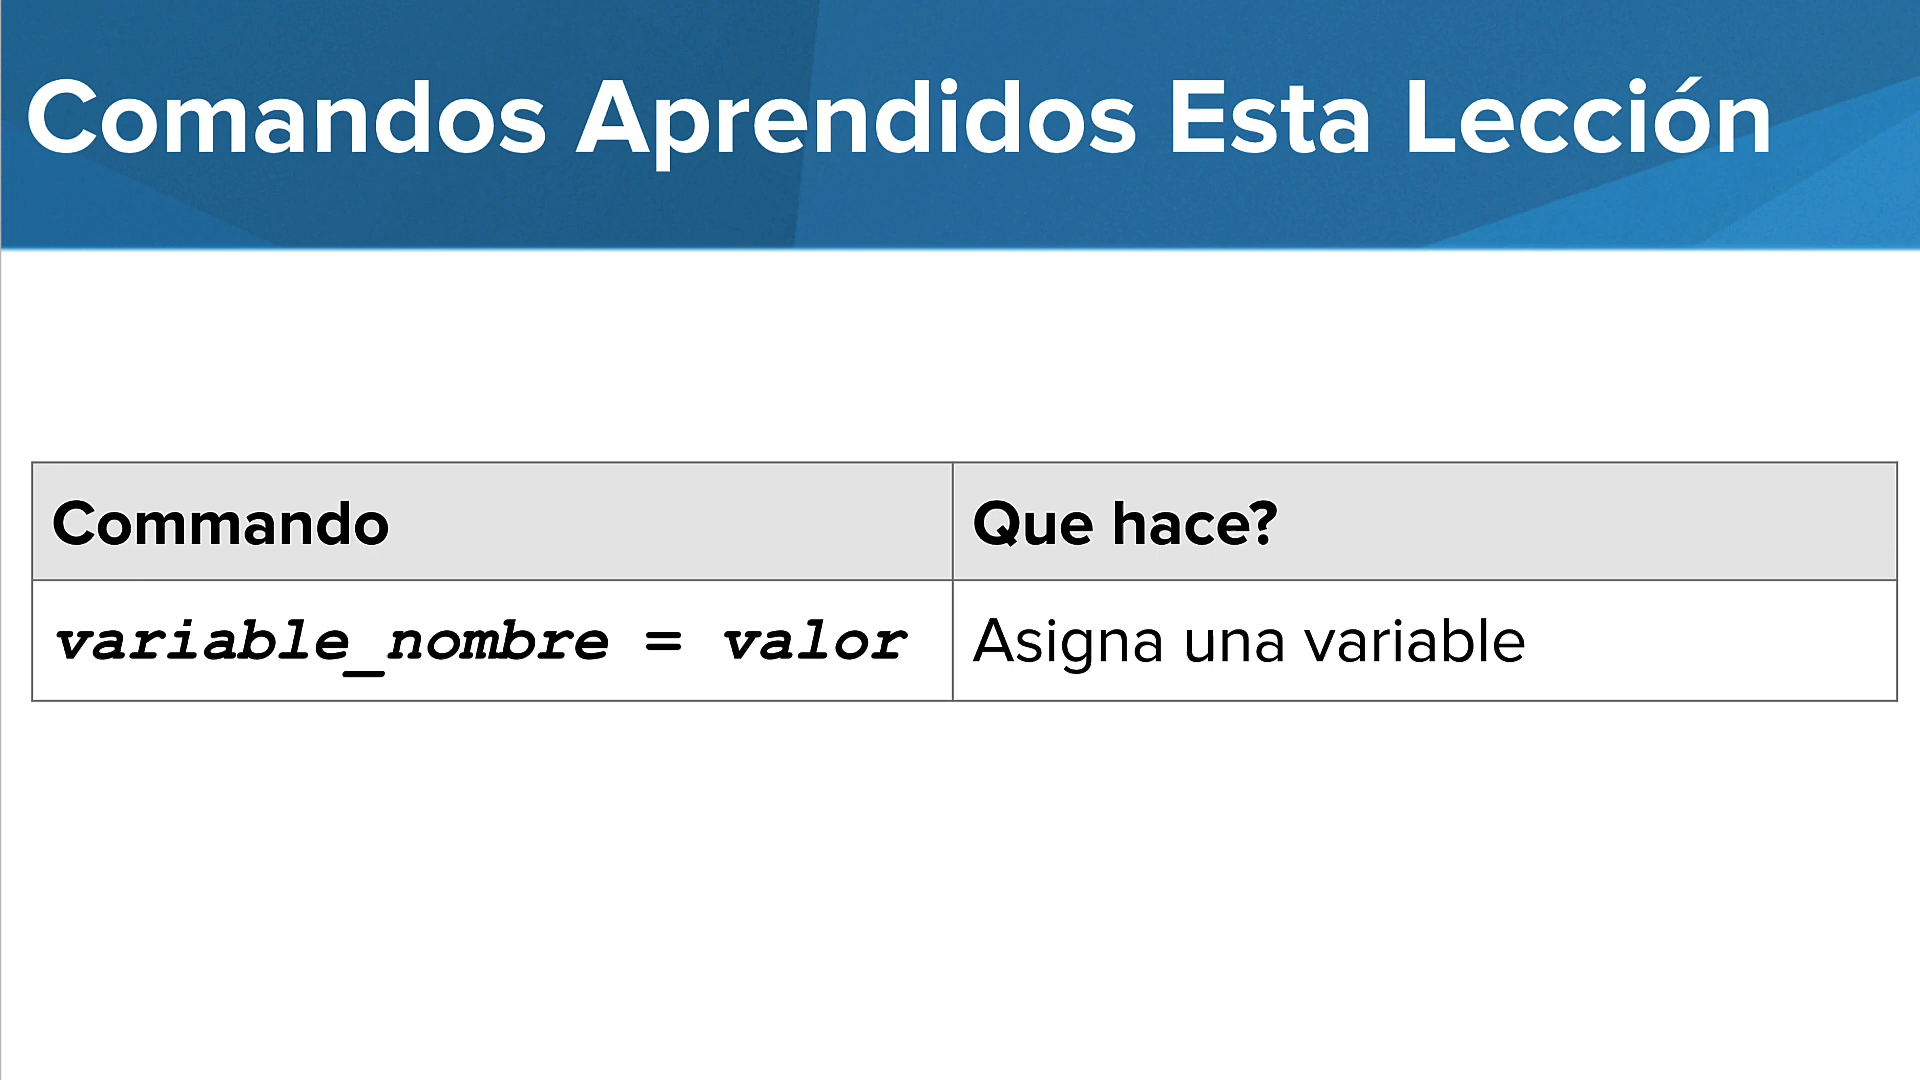 Comandos Aprendidos Esta Lección
Commando
Que hace?
variable_nombre = valor
Asigna una variable